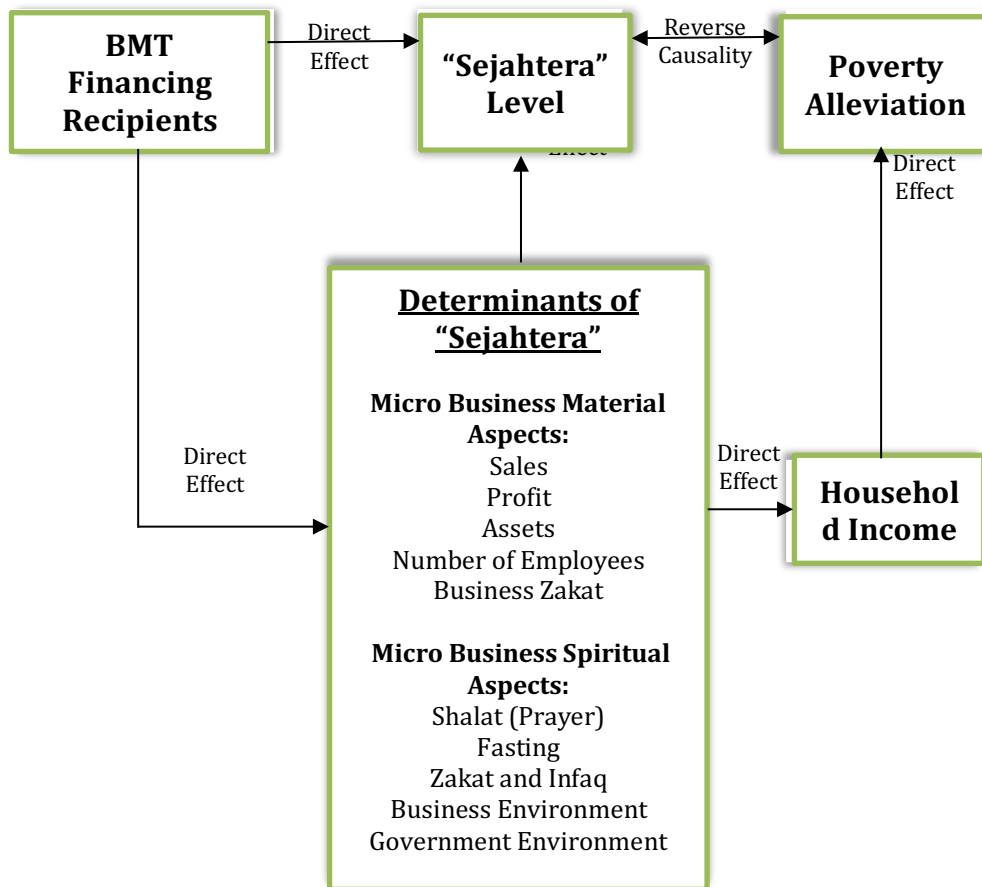 BMT
Financing
Recipients
Direct
Effect
“Sejahtera”
Level
Reverse
Causality
Poverty
Alleviation
Direct
Effect
Determinants of
“Sejahtera”
Micro Business Material
Aspects:
Sales
Profit
Assets
Number of Employees
Business Zakat
Micro Business Spiritual
Aspects:
Shalat (Prayer)
Fasting
Zakat and Infaq
Business Environment
Government Environment
Direct
Effect
Direct
Effect
Househol
d Income